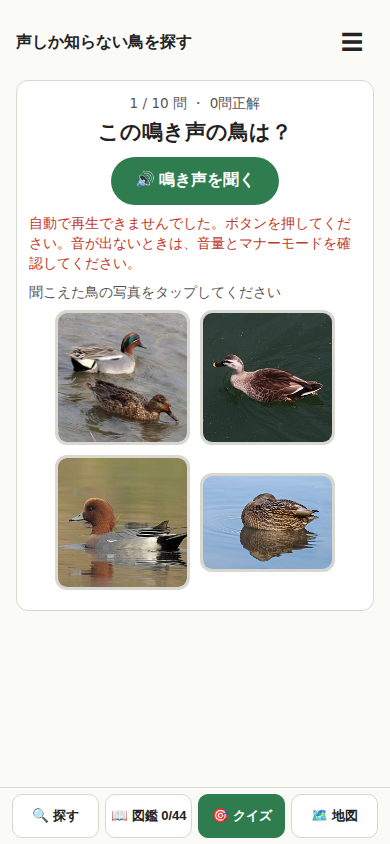 声しか知らない鳥を探す
☰
1 / 10 問 ・ 0問正解
この鳴き声の鳥は？
🔊 鳴き声を聞く
自動で再生できませんでした。ボタンを押してくだ
さい。音が出ないときは、音量とマナーモードを確
認してください。
聞こえた鳥の写真をタップしてください
🔍 探す
📖 図鑑 0/44
🎯 クイズ
🗺️ 地図